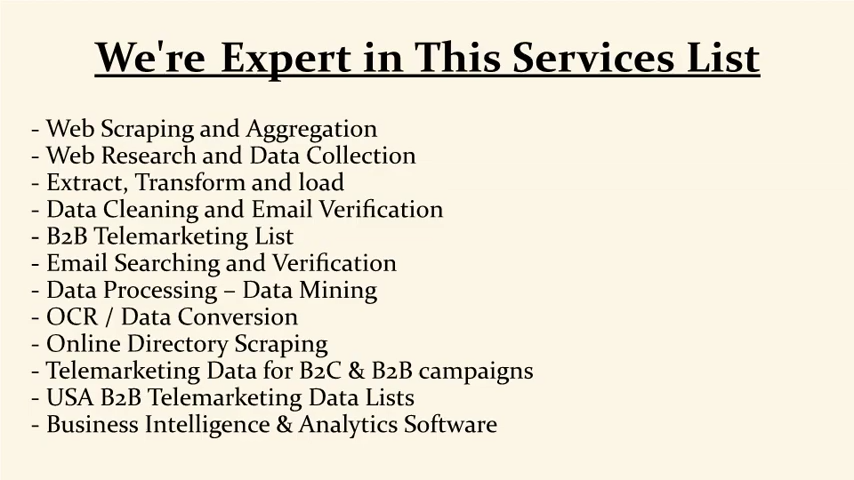 We're Expert in This Services List
- Web Scraping and Aggregation
- Web Research and Data Collection
- Extract, Transform and load
- Data Cleaning and Email Verification
- B2B Telemarketing List
- Email Searching and Verification
- Data Processing – Data Mining
- OCR / Data Conversion
- Online Directory Scraping
- Telemarketing Data for B2C & B2B campaigns
- USA B2B Telemarketing Data Lists
- Business Intelligence & Analytics Software